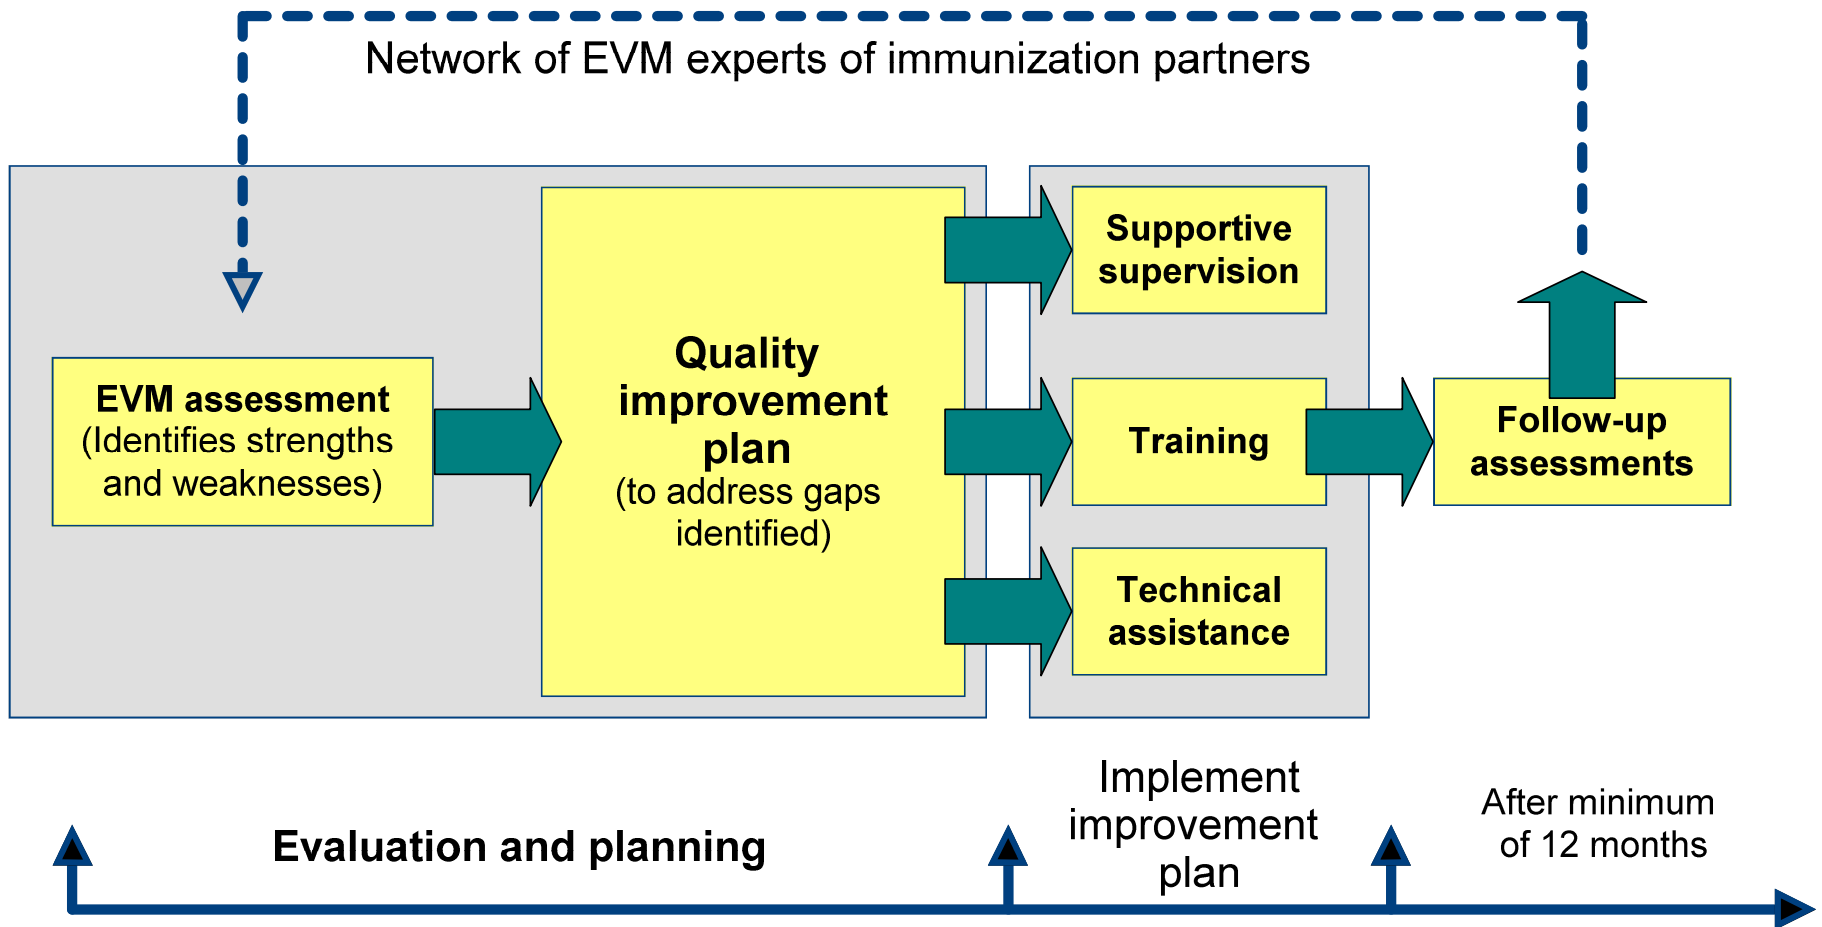 Network of EVM experts of immunization partners
EVM assessment
(Identifies strengths
and weaknesses)
Quality
improvement
plan
(to address gaps
identified)
Supportive
supervision
Training
Technical
assistance
Follow-up
assessments
Evaluation and planning
Implement
improvement
plan
After minimum
of 12 months